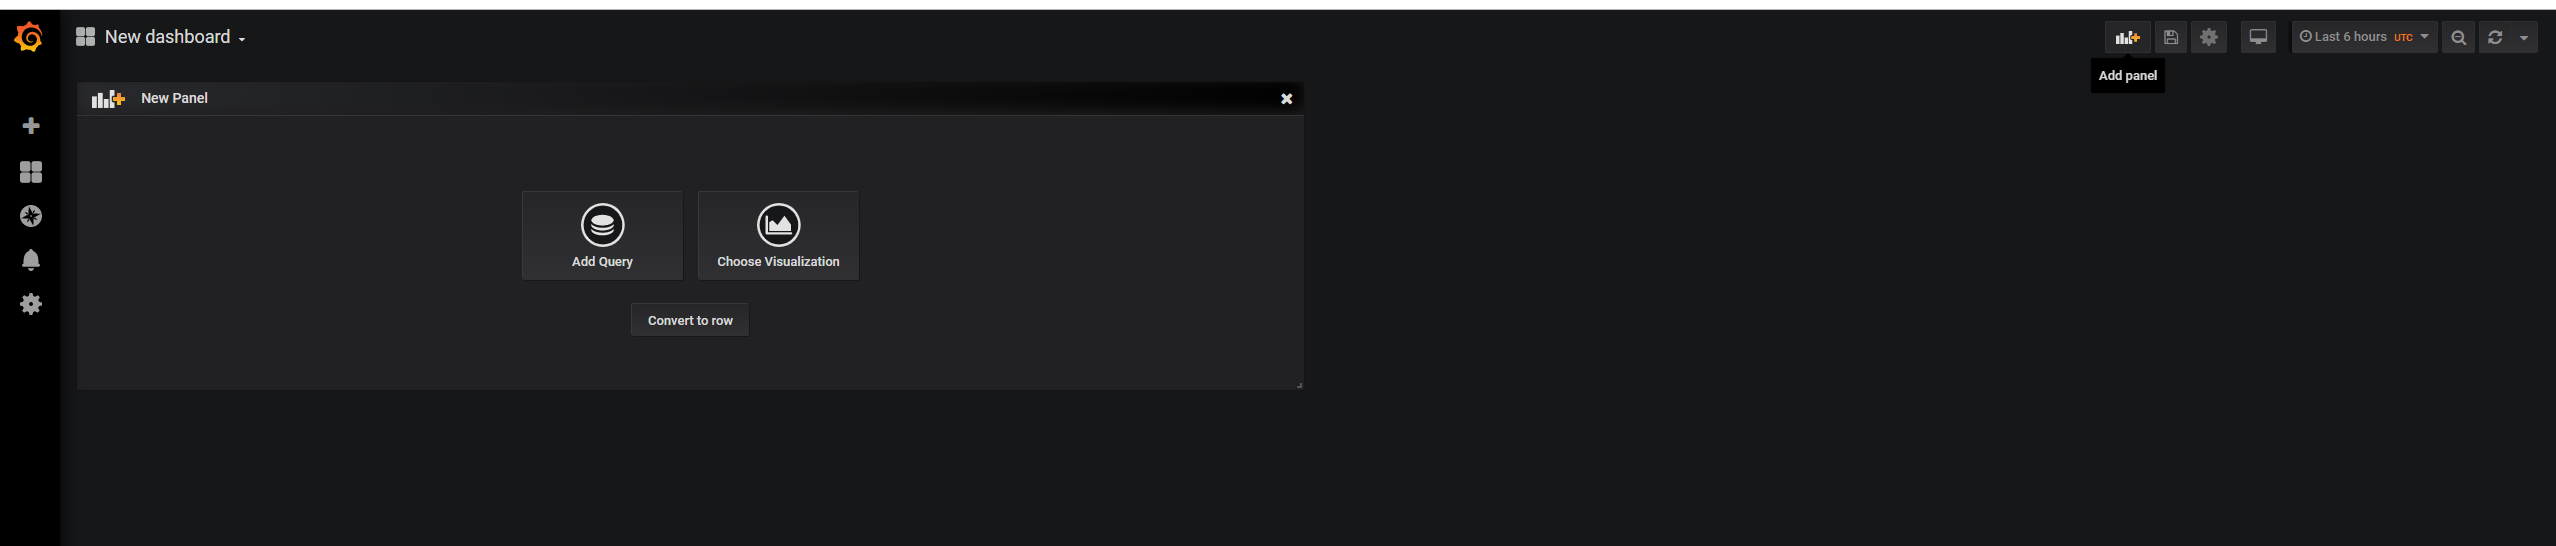 New dashboard
Last 6 hours UTC
Add panel
New Panel
Add Query
Choose Visualization
Convert to row